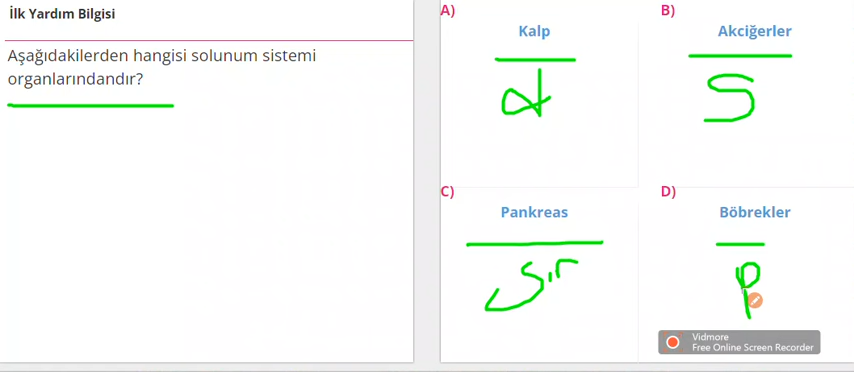 İlk Yardım Bilgisi
Aşağıdakilerden hangisi solunum sistemi
organlarındandır?
A)
Kalp
d
B)
Akciğerler
S
C)
Pankreas
D)
Böbrekler
P
Vidmore
Free Online Screen Recorder